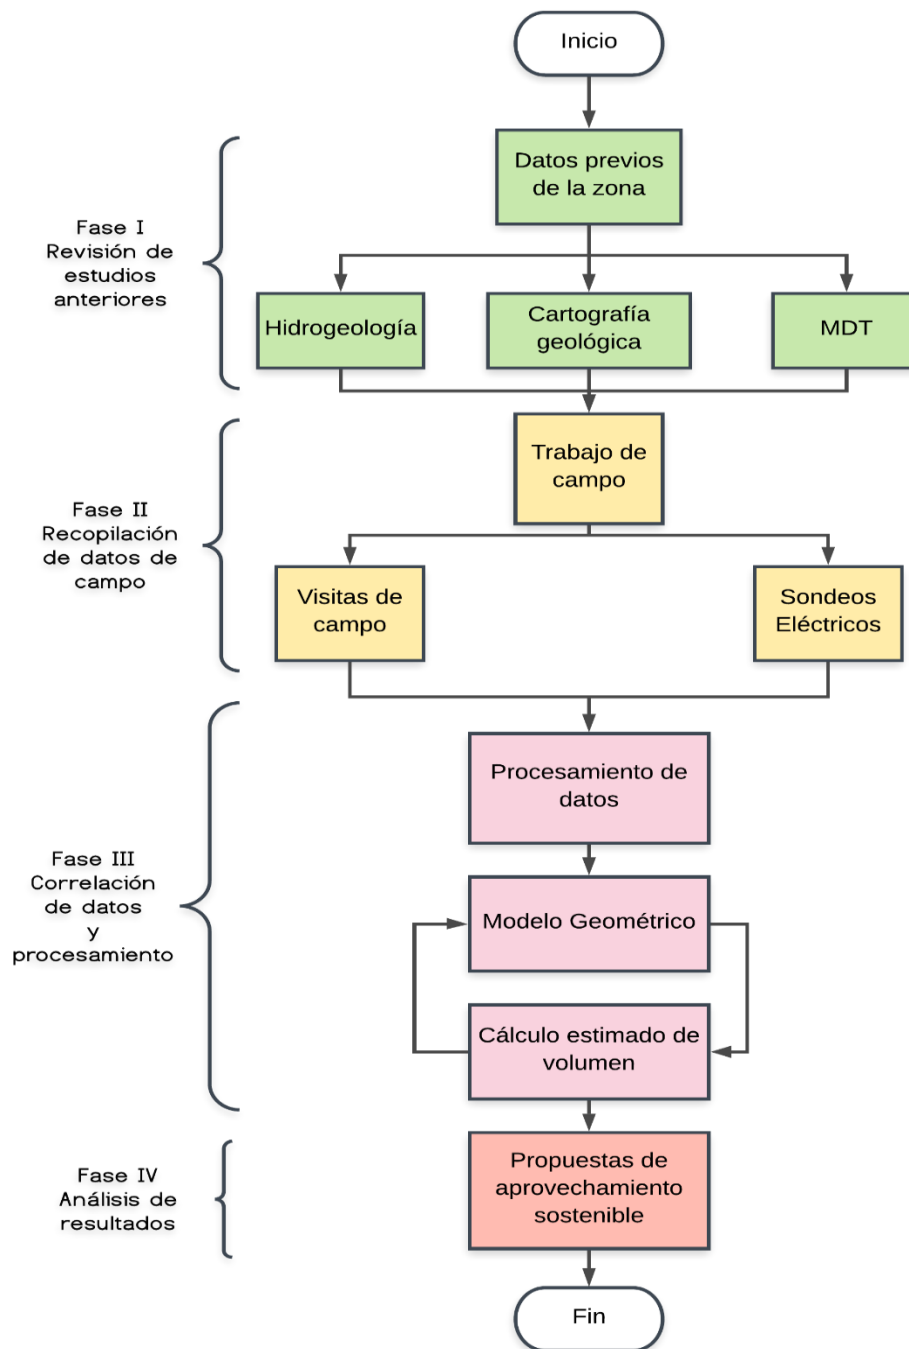 Inicio
Datos previos
de la zona
Fase I
Revisión de
estudios
anteriores
Hidrogeología
Cartografía
geológica
MDT
Trabajo de
campo
Fase II
Recopilación
de datos de
campo
Visitas de
campo
Sondeos
Eléctricos
Procesamiento de
datos
Fase III
Correlación
de datos
y
procesamiento
Modelo Geométrico
Cálculo estimado de
volumen
Fase IV
Análisis de
resultados
Propuestas de
aprovechamiento
sostenible
Fin